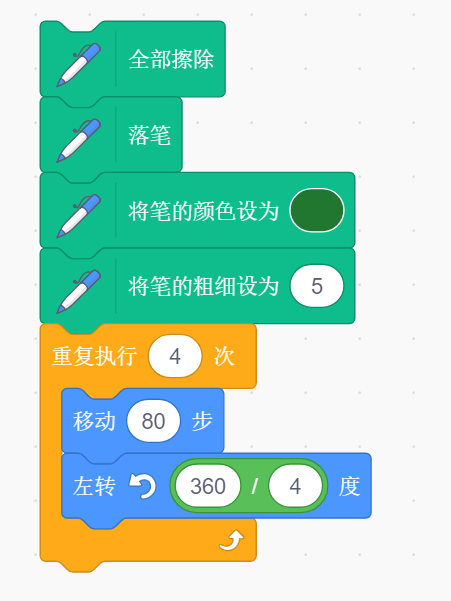 全部擦除
落笔
将笔的颜色设为
将笔的粗细设为 5
重复执行 4 次
移动 80 步
左转 360 / 4 度